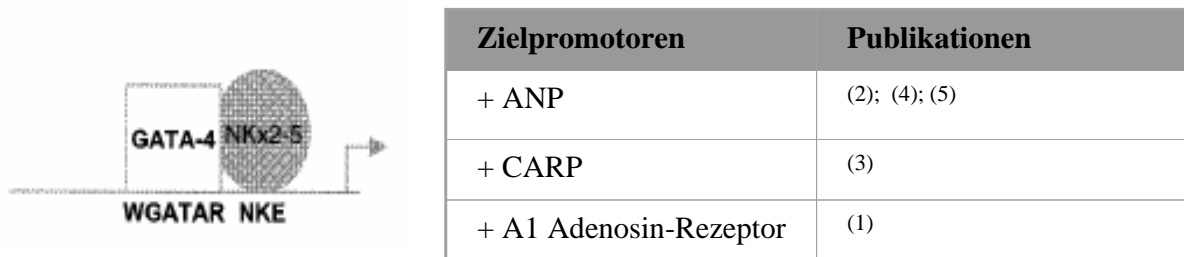 GATA-4 NKx2-5
WGATAR NKE
Zielpromotoren Publikationen
+ ANP (2); (4); (5)
+ CARP (3)
+ A1 Adenosin-Rezeptor (1)